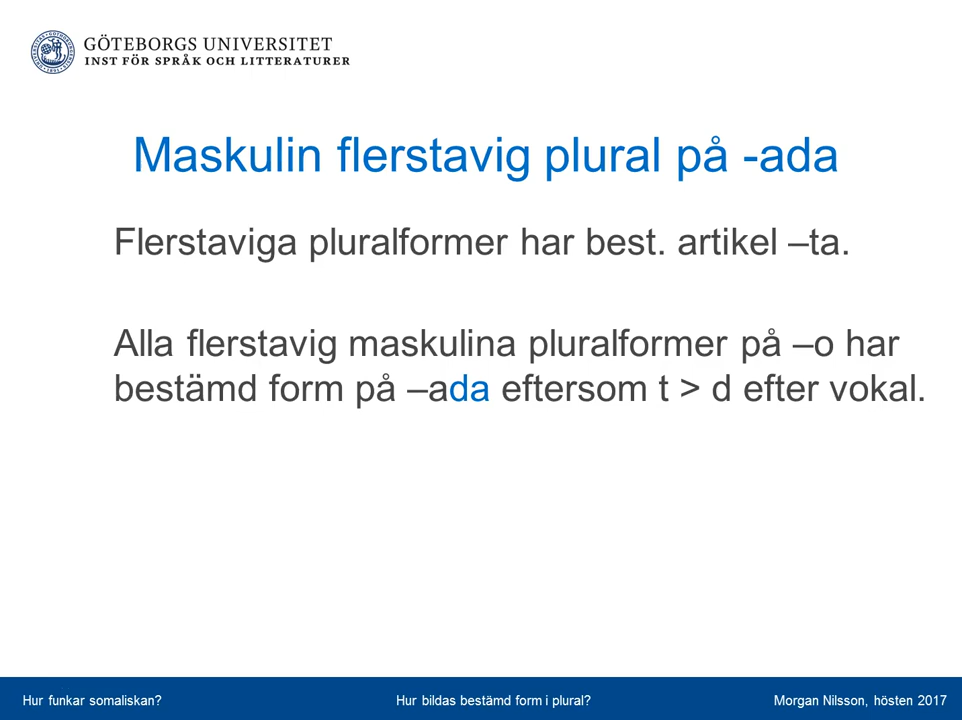 GÖTEBORGS UNIVERSITET
INST FÖR SPRÅK OCH LITTERATURER
Maskulin flerstavig plural på -ada
Flerstaviga pluralformer har best. artikel –ta.
Alla flerstavig maskulina pluralformer på –o har
bestämd form på –ada eftersom t > d efter vokal.
Hur funkar somaliskan?
Hur bildas bestämd form i plural?
Morgan Nilsson, hösten 2017